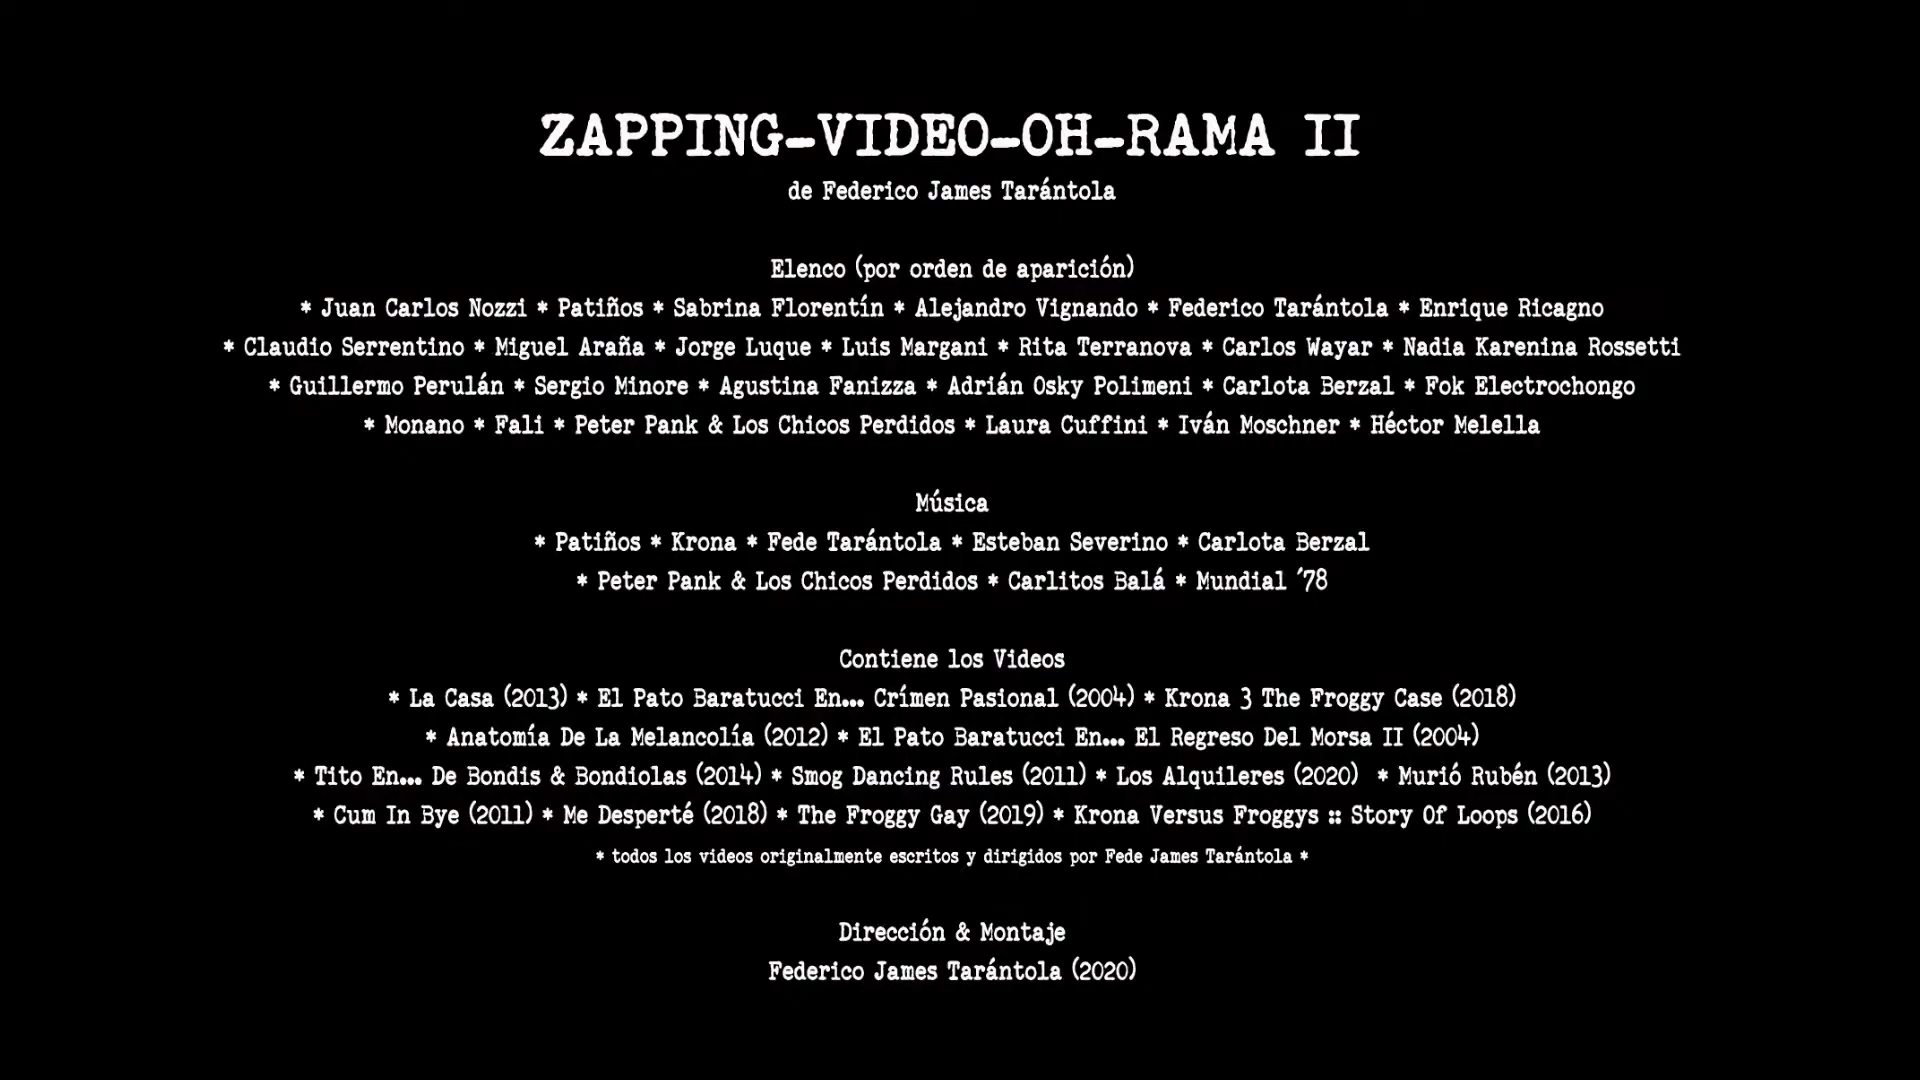 ZAPPING-VIDEO-OH-RAMA II
de Federico James Tarántola
Elenco (por orden de aparición)
* Juan Carlos Nozzi * Patiños * Sabrina Florentín * Alejandro Vignando * Federico Tarántola * Enrique Ricagno
* Claudio Serrentino * Miguel Araña * Jorge Luque * Luis Margani * Rita Terranova * Carlos Wayar * Nadia Karenina Rossetti
* Guillermo Perulán * Sergio Minore * Agustina Fanizza * Adrián Osky Polimeni * Carlota Berzal * Fok Electrochongo
* Monano * Fali * Peter Pank & Los Chicos Perdidos * Laura Cuffini * Iván Moschner * Héctor Melella
Música
* Patiños * Krona * Fede Tarántola * Esteban Severino * Carlota Berzal
* Peter Pank & Los Chicos Perdidos * Carlitos Balá * Mundial ´78
Contiene los Videos
* La Casa (2013) * El Pato Baratucci En... Crímen Pasional (2004) * Krona 3 The Froggy Case (2018)
* Anatomía De La Melancolía (2012) * El Pato Baratucci En... El Regreso Del Morsa II (2004)
* Tito En... De Bondis & Bondiolas (2014) * Smog Dancing Rules (2011) * Los Alquileres (2020) * Murió Rubén (2013)
* Cum In Bye (2011) * Me Desperté (2018) * The Froggy Gay (2019) * Krona Versus Froggys :: Story Of Loops (2016)
* todos los videos originalmente escritos y dirigidos por Fede James Tarántola *
Dirección & Montaje
Federico James Tarántola (2020)